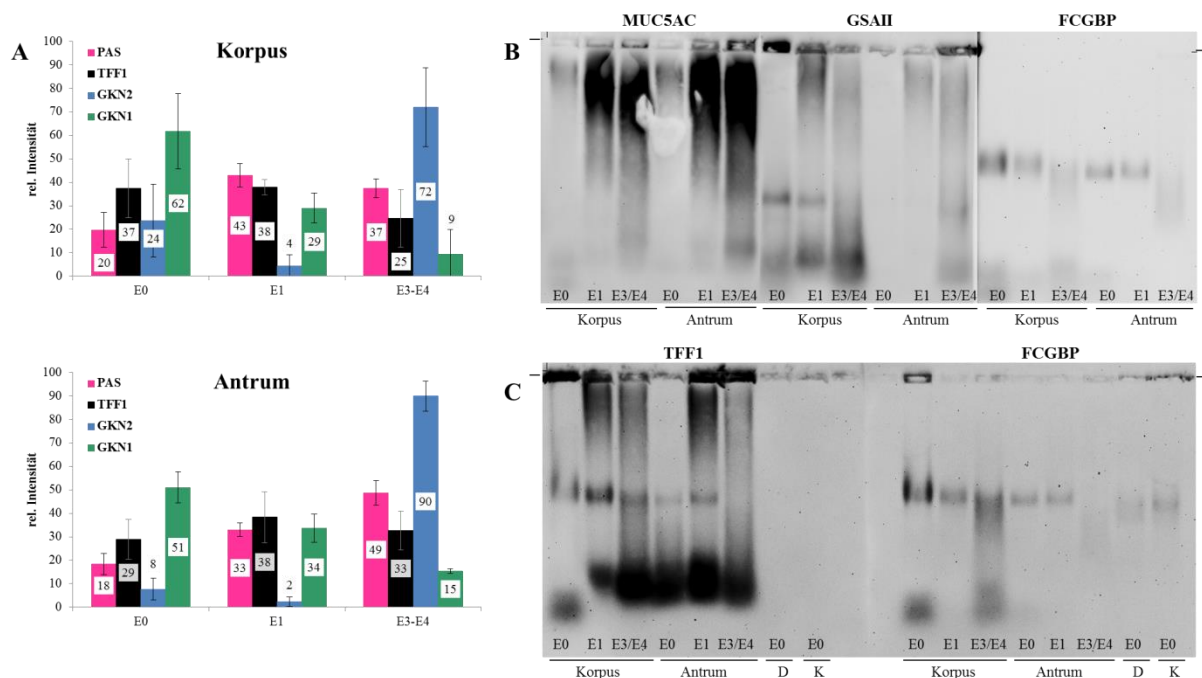 A
Korpus
PAS
TFF1
GKN2
GKN1
rel. Intensität
100
90
80
70
60
50
40
30
20
10
0
20
37
24
62
43
38
4
29
37
25
72
9
E0 E1 E3-E4
Antrum
PAS
TFF1
GKN2
GKN1
rel. Intensität
100
90
80
70
60
50
40
30
20
10
0
18
29
8
51
33
38
2
34
49
33
90
15
E0 E1 E3-E4
B
MUC5AC GSAII FCGBP
E0 E1 E3/E4 E0 E1 E3/E4 E0 E1 E3/E4 E0 E1 E3/E4 E0 E1 E3/E4 E0 E1 E3/E4
Korpus Antrum Korpus Antrum Korpus Antrum
C
TFF1 FCGBP
E0 E1 E3/E4 E0 E1 E3/E4 E0 E0 E0 E1 E3/E4 E0 E1 E3/E4 E0 E0
Korpus Antrum D K Korpus Antrum D K